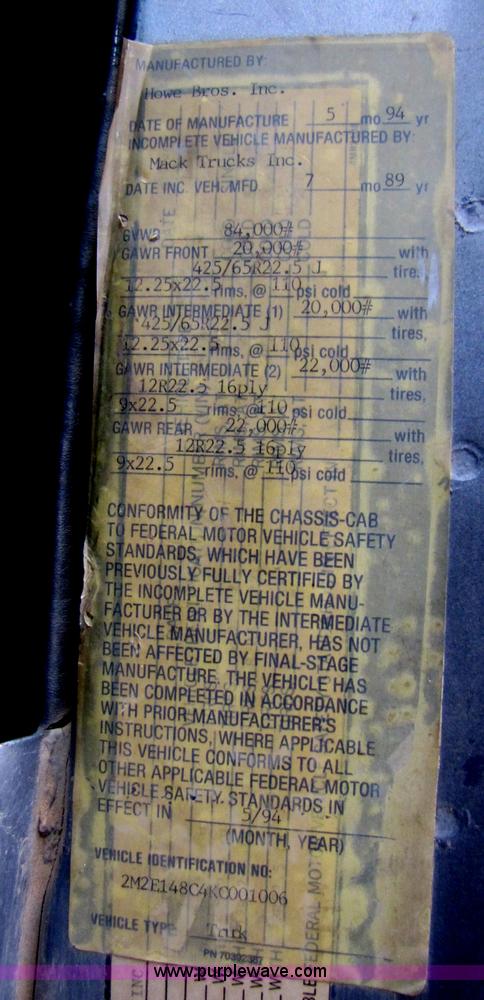 MANUFACTURED BY:
Howe Bros. Inc.
DATE OF MANUFACTURE 5 mo 94 yr
INCOMPLETE VEHICLE MANUFACTURED BY:
Mack Trucks Inc.
DATE INC. VEH. MFD 7 mo 89 yr
GVWR 84,000#
GAWR FRONT 20,000# with
425/65R22.5 J tire,
12.25x22.5 rims, @ 110 psi cold
GAWR INTERMEDIATE (1) 20,000# with
425/65R22.5 J tires,
12.25x22.5 rims, @ 110 psi cold
GAWR INTERMEDIATE (2) 22,000# with
12R22.5 16ply tires,
9x22.5 rims, @ 110 psi cold
GAWR REAR 22,000# with
12R22.5 16ply tires,
9x22.5 rims, @ 110 psi cold
CONFORMITY OF THE CHASSIS-CAB
TO FEDERAL MOTOR VEHICLE SAFETY
STANDARDS, WHICH HAVE BEEN
PREVIOUSLY FULLY CERTIFIED BY
THE INCOMPLETE VEHICLE MANU-
FACTURER OR BY THE INTERMEDIATE
VEHICLE MANUFACTURER, HAS NOT
BEEN AFFECTED BY FINAL-STAGE
MANUFACTURE. THE VEHICLE HAS
BEEN COMPLETED IN ACCORDANCE
WITH PRIOR MANUFACTURER'S
INSTRUCTIONS, WHERE APPLICABLE
THIS VEHICLE CONFORMS TO ALL
OTHER APPLICABLE FEDERAL MOTOR
VEHICLE SAFETY STANDARDS IN
EFFECT IN 5/94
(MONTH, YEAR)
VEHICLE IDENTIFICATION NO:
2M2E148C4KC001006
VEHICLE TYPE Truk
PN 70392387
www.purplewave.com